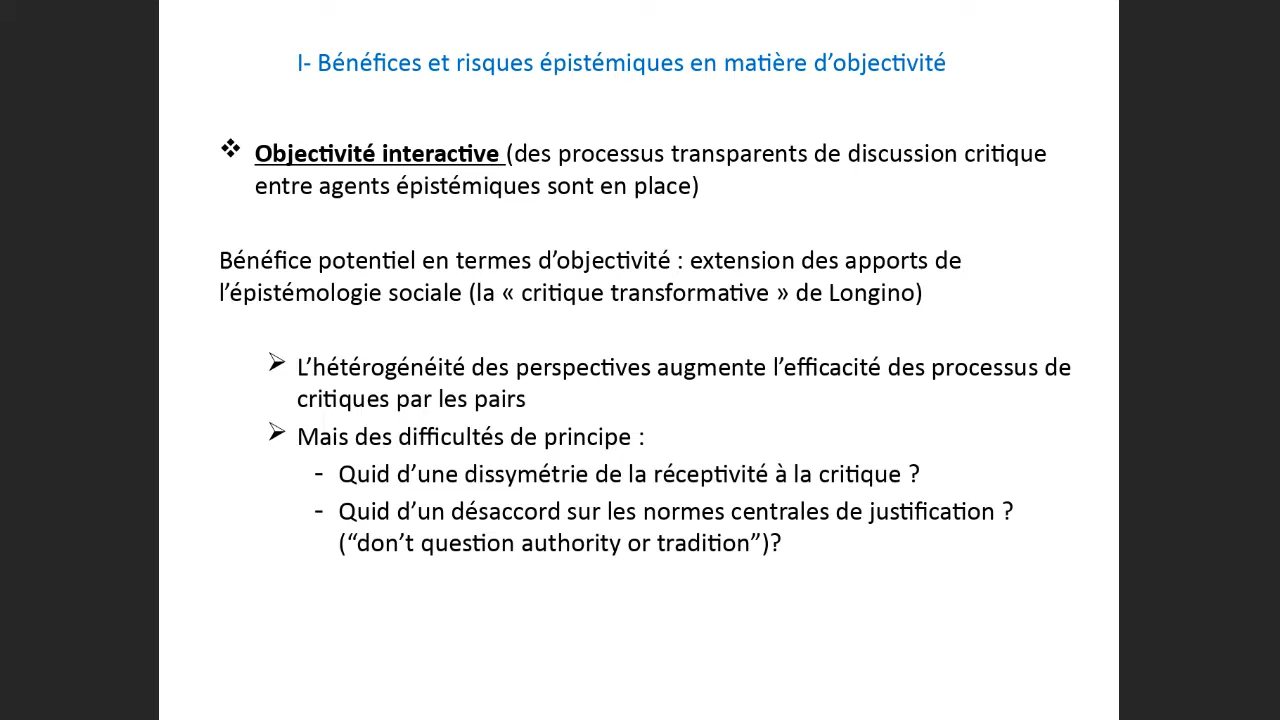 I- Bénéfices et risques épistémiques en matière d’objectivité
❖ Objectivité interactive (des processus transparents de discussion critique
entre agents épistémiques sont en place)
Bénéfice potentiel en termes d’objectivité : extension des apports de
l’épistémologie sociale (la « critique transformative » de Longino)
➢ L’hétérogénéité des perspectives augmente l’efficacité des processus de
critiques par les pairs
➢ Mais des difficultés de principe :
- Quid d’une dissymétrie de la réceptivité à la critique ?
- Quid d’un désaccord sur les normes centrales de justification ?
(“don’t question authority or tradition”)?